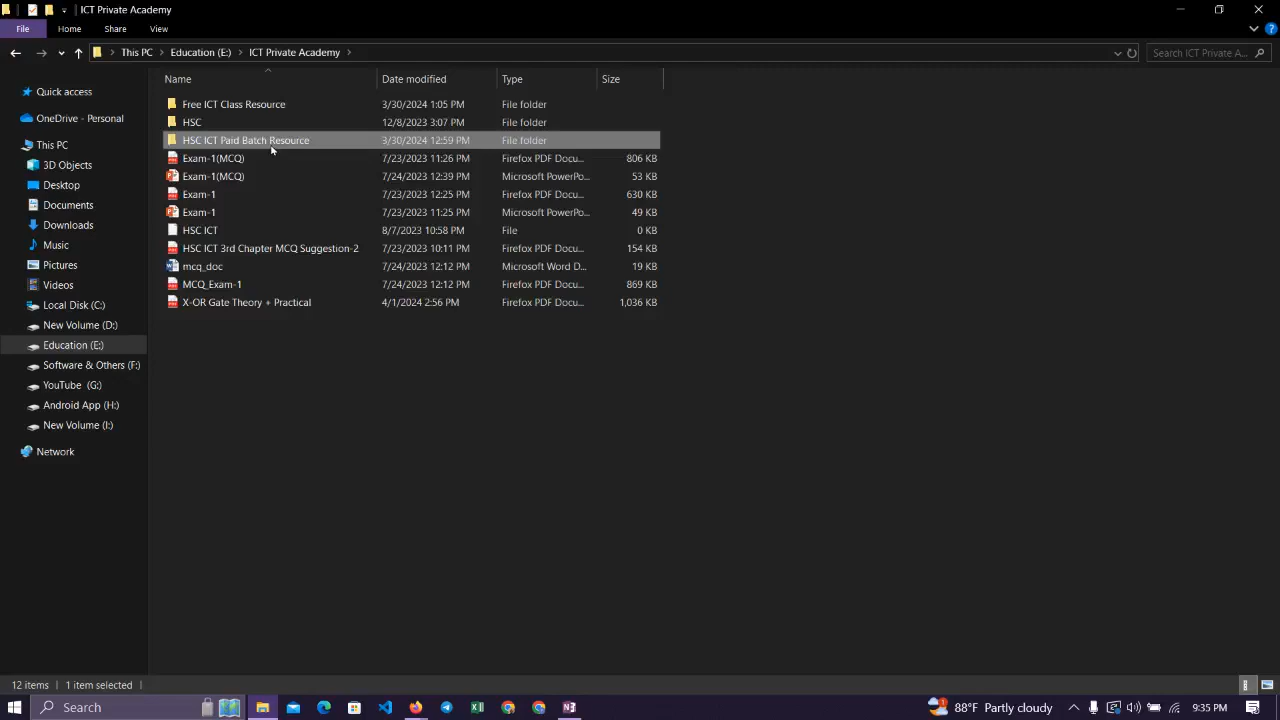 ICT Private Academy
File Home Share View
This PC Education (E:) ICT Private Academy
Search ICT Private A...
Name Date modified Type Size
Quick access
OneDrive - Personal
This PC
3D Objects
Desktop
Documents
Downloads
Music
Pictures
Videos
Local Disk (C:)
New Volume (D:)
Education (E:)
Software & Others (F:)
YouTube (G:)
Android App (H:)
New Volume (I:)
Network
Free ICT Class Resource 3/30/2024 1:05 PM File folder
HSC 12/8/2023 3:07 PM File folder
HSC ICT Paid Batch Resource 3/30/2024 12:59 PM File folder
Exam-1(MCQ) 7/23/2023 11:26 PM Firefox PDF Docu... 806 KB
Exam-1(MCQ) 7/24/2023 12:39 PM Microsoft PowerPo... 53 KB
Exam-1 7/23/2023 12:25 PM Firefox PDF Docu... 630 KB
Exam-1 7/23/2023 11:25 PM Microsoft PowerPo... 49 KB
HSC ICT 8/7/2023 10:58 PM File 0 KB
HSC ICT 3rd Chapter MCQ Suggestion-2 7/23/2023 10:11 PM Firefox PDF Docu... 154 KB
mcq_doc 7/24/2023 12:12 PM Microsoft Word D... 19 KB
MCQ_Exam-1 7/24/2023 12:12 PM Firefox PDF Docu... 869 KB
X-OR Gate Theory + Practical 4/1/2024 2:56 PM Firefox PDF Docu... 1,036 KB
12 items 1 item selected
Search
88°F Partly cloudy
9:35 PM